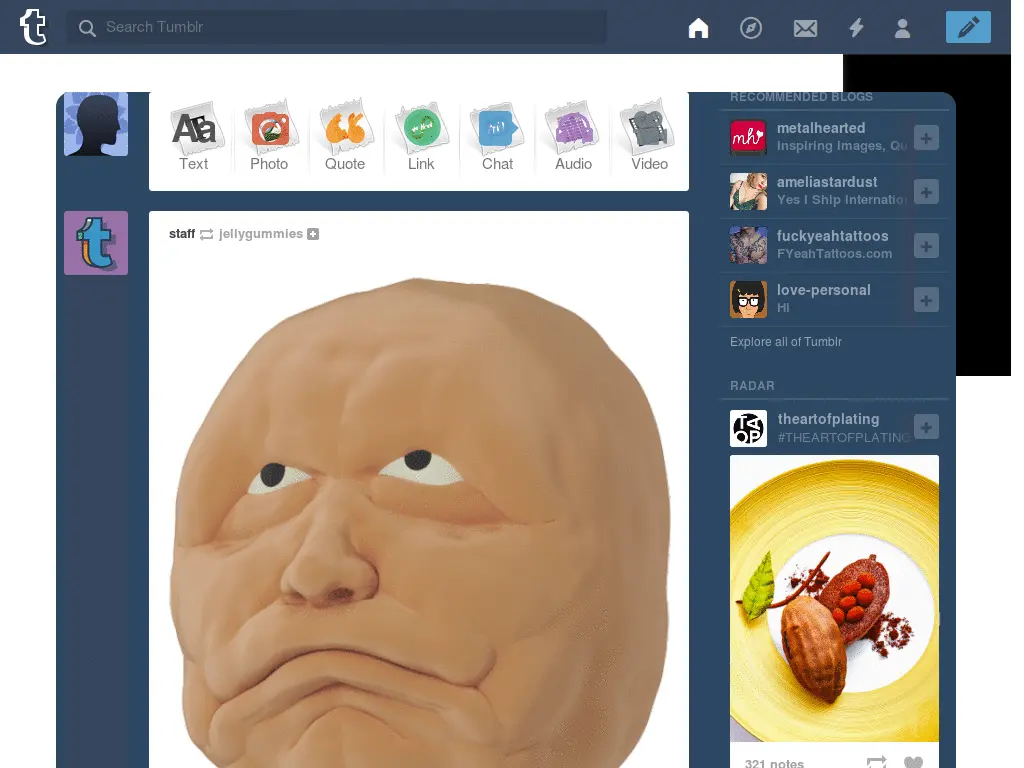 Search Tumblr
Text
Photo
Quote
Link
Chat
Audio
Video
staff jellygummies
RECOMMENDED BLOGS
mh
metalhearted
Inspiring Images, Qu
ameliastardust
Yes I Ship Internatio
fuckyeahtattoos
FYeahTattoos.com
love-personal
HI
Explore all of Tumblr
RADAR
TAOP
theartofplating
#THEARTOFPLATING
321 notes